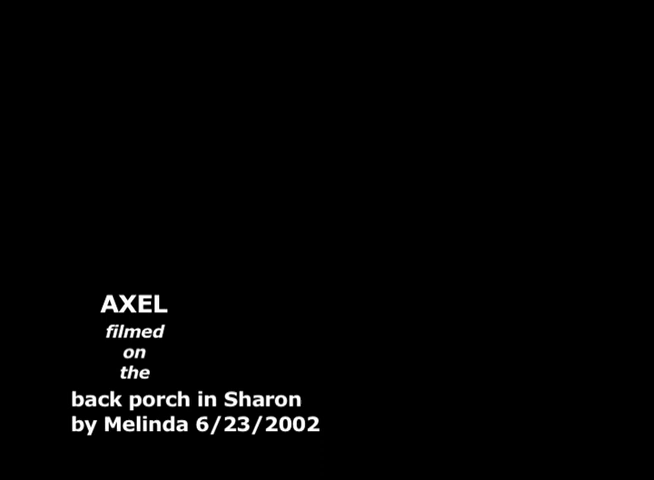 AXEL
filmed
on
the
back porch in Sharon
by Melinda 6/23/2002